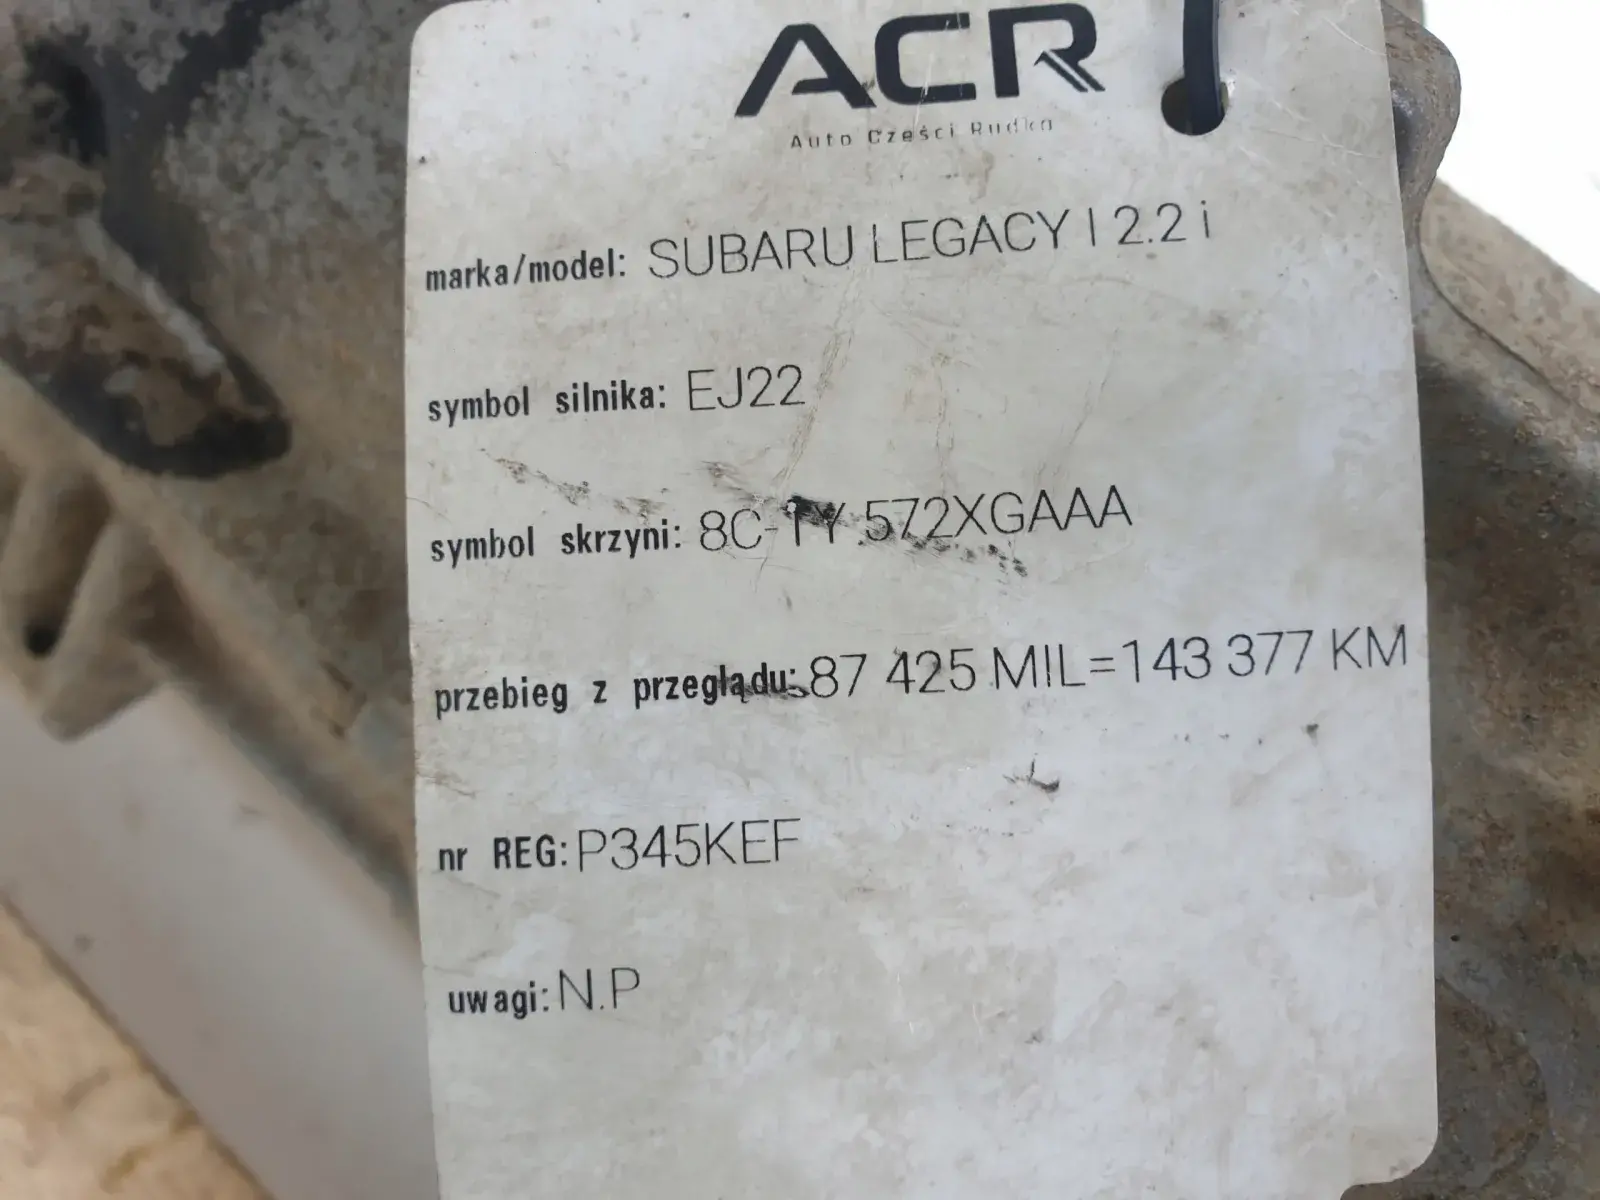 ACR
Auto Części Rudka
marka/model: SUBARU LEGACY I 2.2 i
symbol silnika: EJ22
symbol skrzyni: 8C-TY 572XGAAA
przebieg z przeglądu: 87 425 MIL=143 377 KM
nr REG: P345KEF
uwagi: N.P